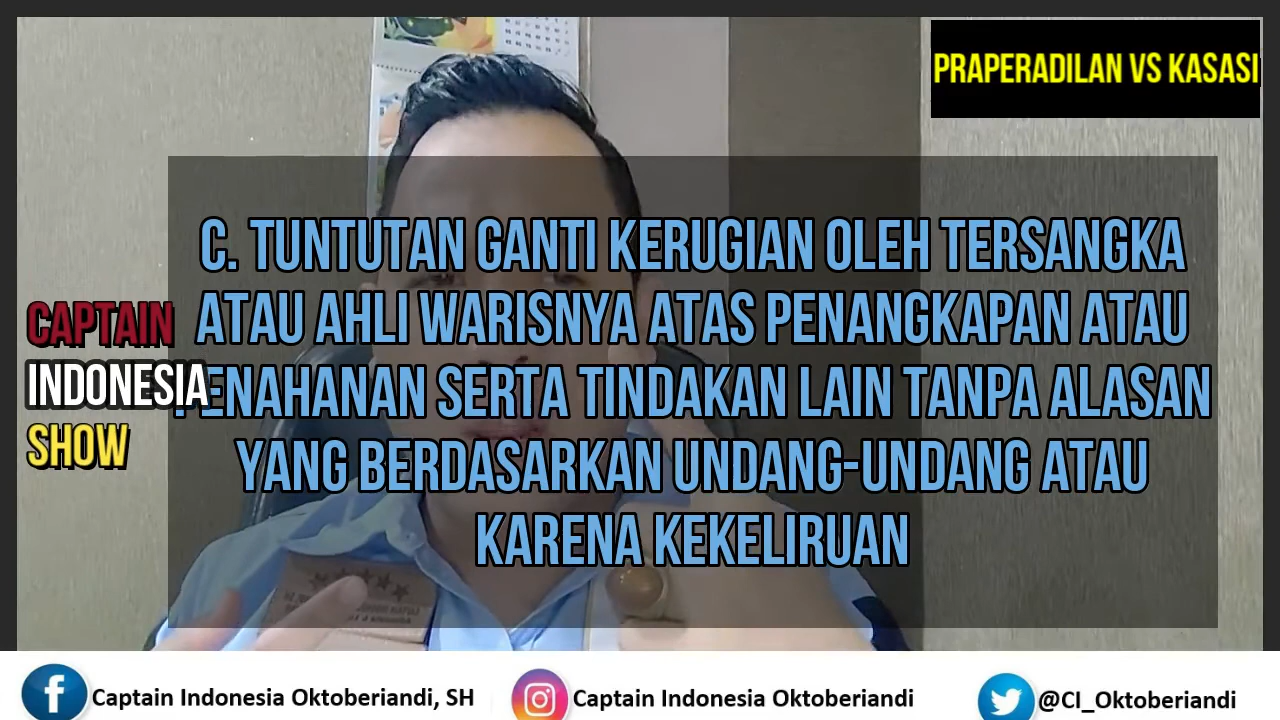 PRAPERADILAN VS KASASI
C. TUNTUTAN GANTI KERUGIAN OLEH TERSANGKA
ATAU AHLI WARISNYA ATAS PENANGKAPAN ATAU
PENAHANAN SERTA TINDAKAN LAIN TANPA ALASAN
YANG BERDASARKAN UNDANG-UNDANG ATAU
KARENA KEKELIRUAN
CAPTAIN
INDONESIA
SHOW
Captain Indonesia Oktoberiandi, SH
Captain Indonesia Oktoberiandi
@CI_Oktoberiandi